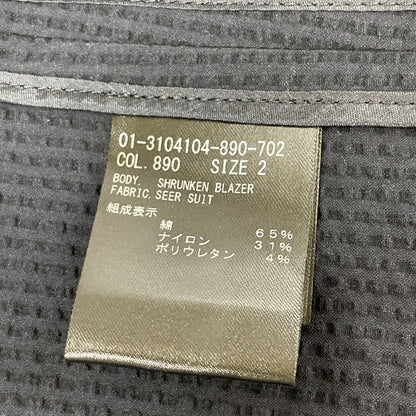 01-3104104-890-702
COL. 890 SIZE 2
BODY. SHRUNKEN BLAZER
FABRIC. SEER SUIT
組成表示
綿 65%
ナイロン 31%
ポリウレタン 4%